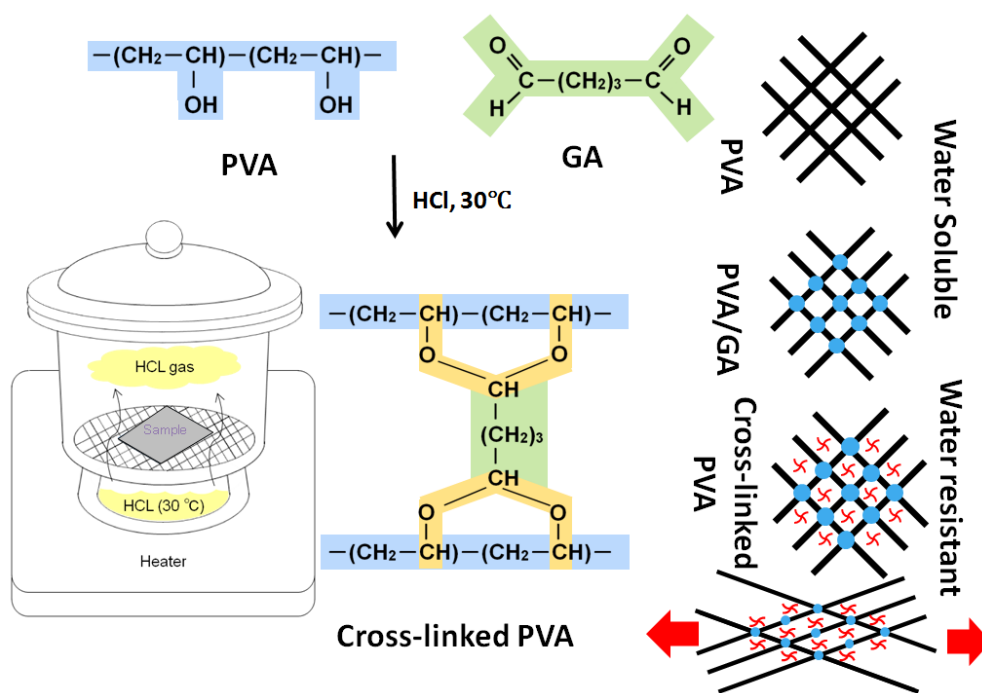 —(CH₂—CH)—(CH₂—CH)—
OH OH
PVA
O O
C—(CH₂)₃—C
H H
GA
HCl, 30℃
HCL gas
Sample
HCL (30 ℃)
Heater
—(CH₂—CH)—(CH₂—CH)—
O O
CH
(CH₂)₃
CH
O O
—(CH₂—CH)—(CH₂—CH)—
Cross-linked PVA
PVA
PVA/GA
Cross-linked
PVA
Water Soluble
Water resistant